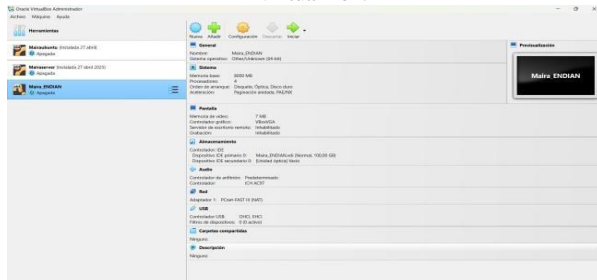 Oracle VirtualBox Administrador
Archivo Máquina Ayuda
Herramientas
Nueva Añadir Configuración Descartar Iniciar
Mairaubuntu (Instalada 27 abril)
Apagada
Mairaserver (Instalada 27 abril 2025)
Apagada
Maira_ENDIAN
Apagada
General
Nombre: Maira_ENDIAN
Sistema operativo: Other/Unknown (64-bit)
Sistema
Memoria base: 8000 MB
Procesadores: 4
Orden de arranque: Disquete, Óptica, Disco duro
Aceleración: Paginación anidada, PAE/NX
Pantalla
Memoria de vídeo: 7 MB
Controlador gráfico: VBoxVGA
Servidor de escritorio remoto: Inhabilitado
Grabación: Inhabilitado
Almacenamiento
Controlador: IDE
Dispositivo IDE primario 0: Maira_ENDIAN.vdi (Normal, 100,00 GB)
Dispositivo IDE secundario 0: [Unidad óptica] Vacío
Audio
Controlador de anfitrión: Predeterminado
Controlador: ICH AC97
Red
Adaptador 1: PCnet-FAST III (NAT)
USB
Controlador USB: OHCI, EHCI
Filtros de dispositivos: 0 (0 activo)
Carpetas compartidas
Ninguno
Descripción
Ninguno
Previsualización
Maira_ENDIAN